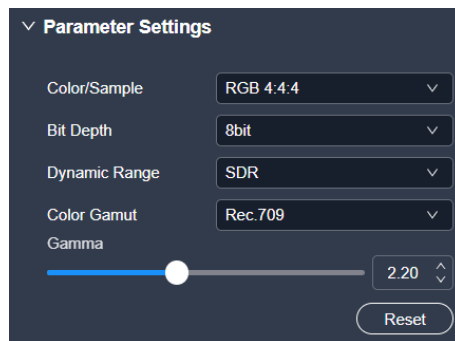 Parameter Settings
Color/Sample RGB 4:4:4
Bit Depth 8bit
Dynamic Range SDR
Color Gamut Rec.709
Gamma
2.20
Reset